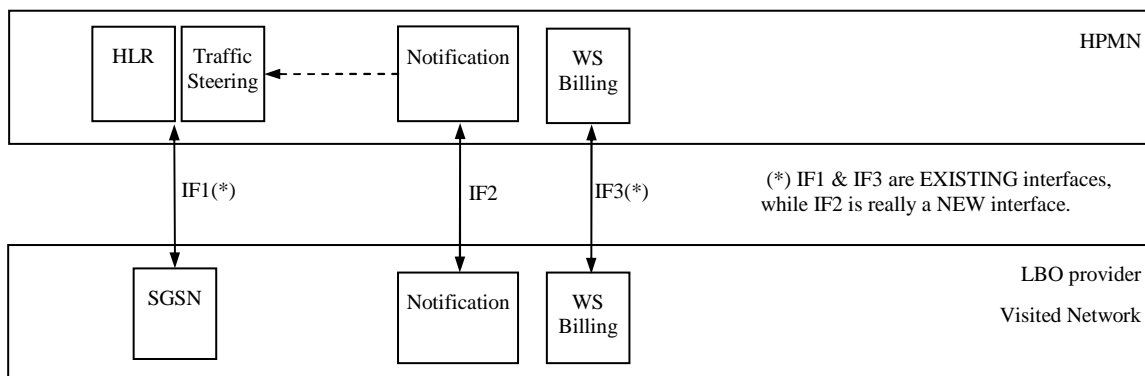 HPMN
HLR
Traffic
Steering
Notification
WS
Billing
IF1(*)
IF2
IF3(*)
(*) IF1 & IF3 are EXISTING interfaces,
while IF2 is really a NEW interface.
SGSN
Notification
WS
Billing
LBO provider
Visited Network